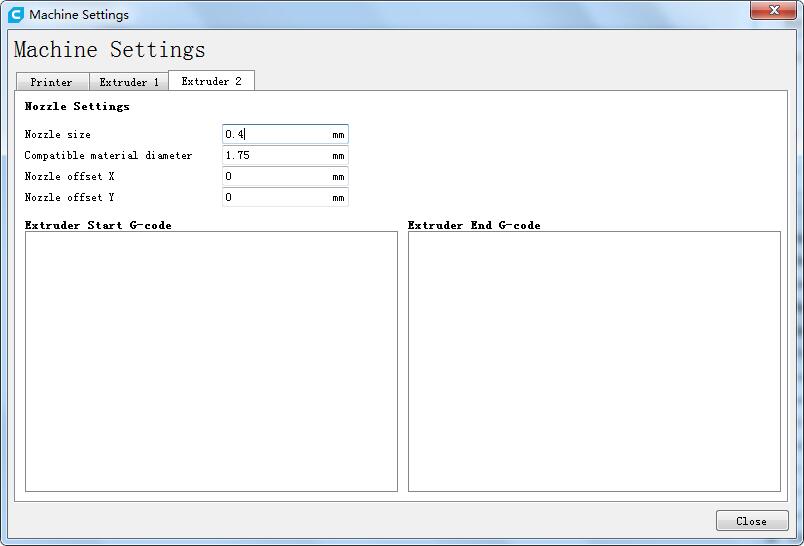 Machine Settings
Machine Settings
Printer Extruder 1 Extruder 2
Nozzle Settings
Nozzle size 0.4 mm
Compatible material diameter 1.75 mm
Nozzle offset X 0 mm
Nozzle offset Y 0 mm
Extruder Start G-code Extruder End G-code
Close